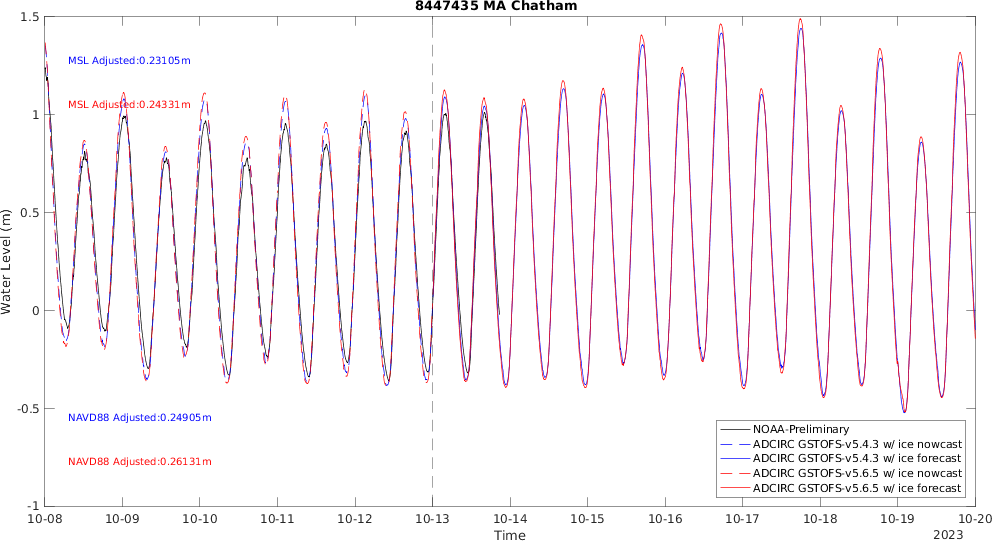 8447435 MA Chatham
1.5
1
0.5
0
-0.5
-1
Water Level (m)
MSL Adjusted:0.23105m
MSL Adjusted:0.24331m
NAVD88 Adjusted:0.24905m
NAVD88 Adjusted:0.26131m
NOAA-Preliminary
ADCIRC GSTOFS-v5.4.3 w/ ice nowcast
ADCIRC GSTOFS-v5.4.3 w/ ice forecast
ADCIRC GSTOFS-v5.6.5 w/ ice nowcast
ADCIRC GSTOFS-v5.6.5 w/ ice forecast
10-08 10-09 10-10 10-11 10-12 10-13 10-14 10-15 10-16 10-17 10-18 10-19 10-20
Time
2023